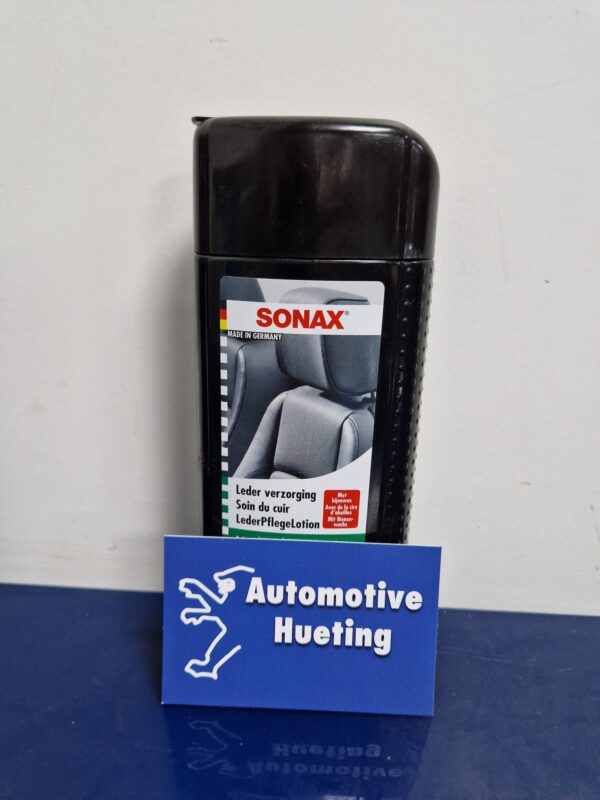 SONAX®
MADE IN GERMANY
Leder verzorging
Soin du cuir
LederPflegeLotion
Met
bijenwas
Avec de la cire
d'abeilles
Mit Bienen-
wachs
Automotive
Hueting